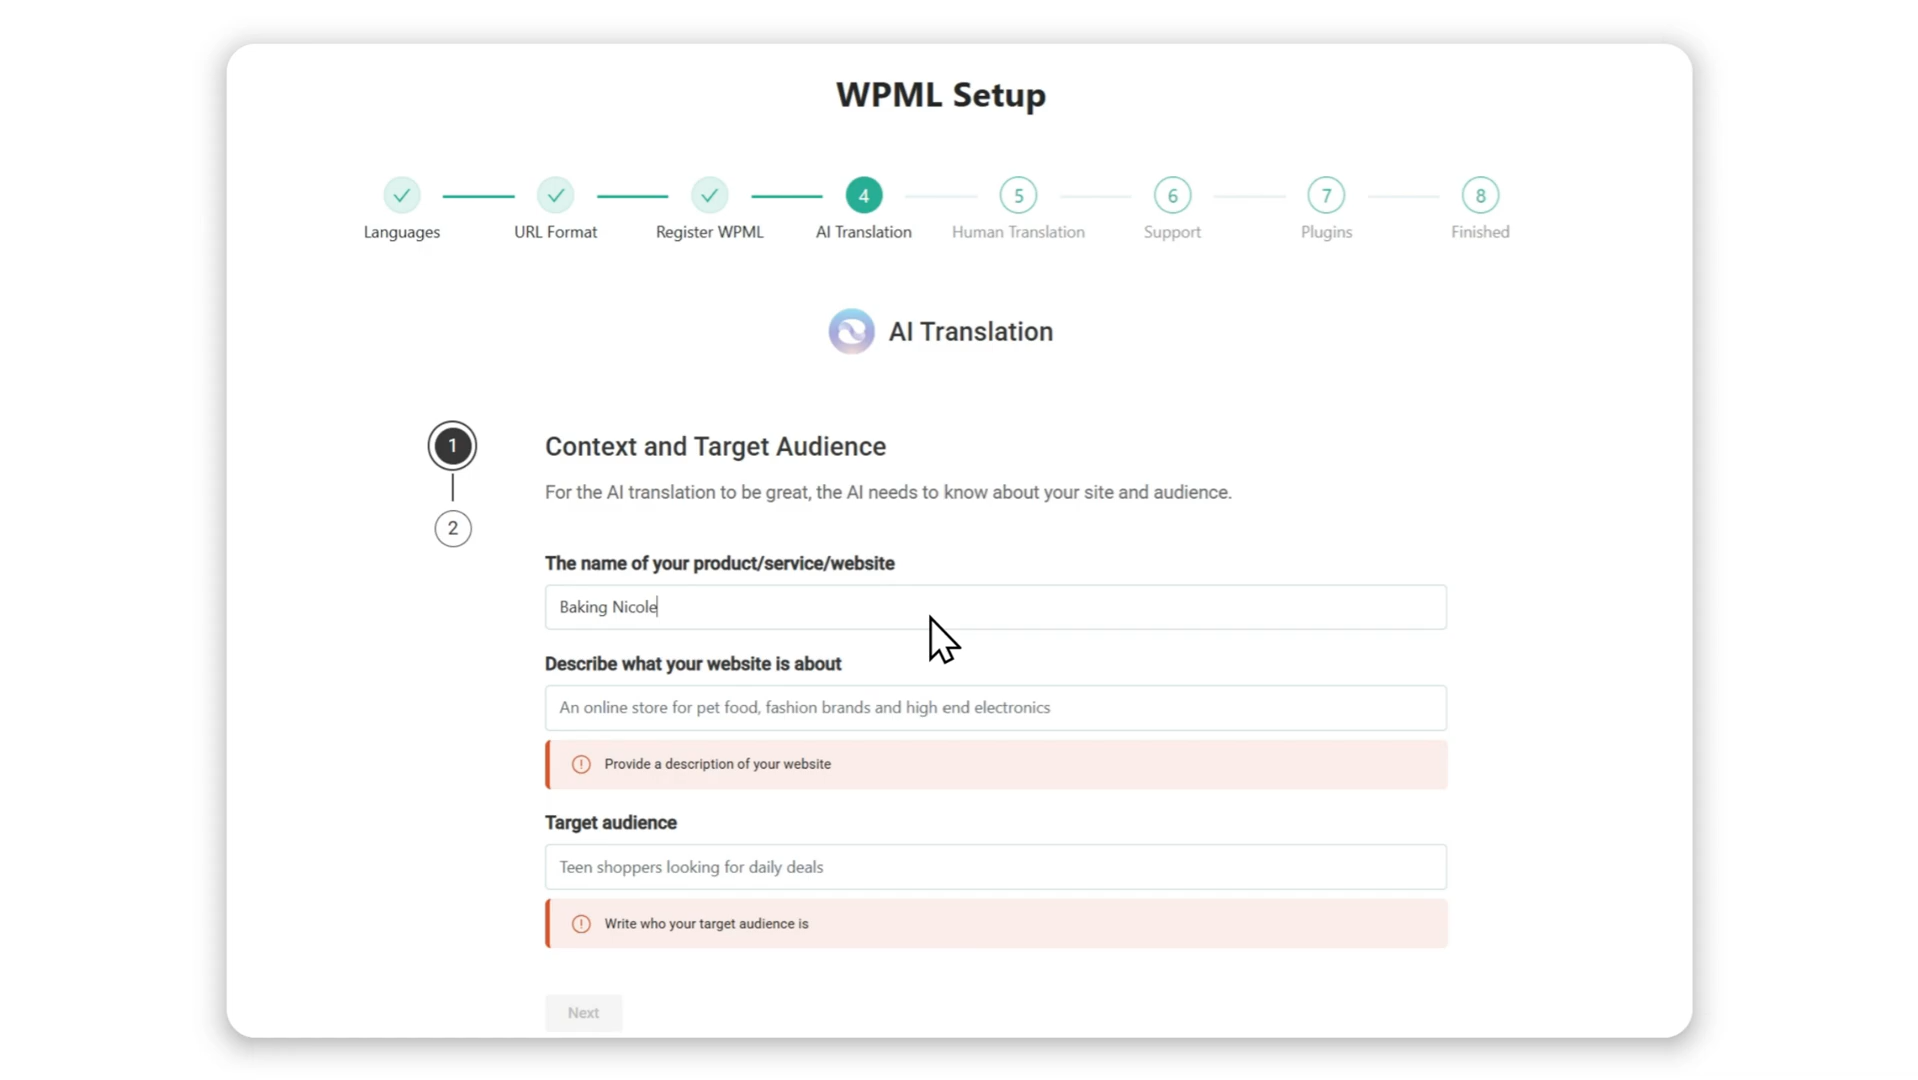 WPML Setup
4
5
6
7
8
Languages
URL Format
Register WPML
AI Translation
Human Translation
Support
Plugins
Finished
AI Translation
1
Context and Target Audience
For the AI translation to be great, the AI needs to know about your site and audience.
2
The name of your product/service/website
Baking Nicole
Describe what your website is about
An online store for pet food, fashion brands and high end electronics
Provide a description of your website
Target audience
Teen shoppers looking for daily deals
Write who your target audience is
Next